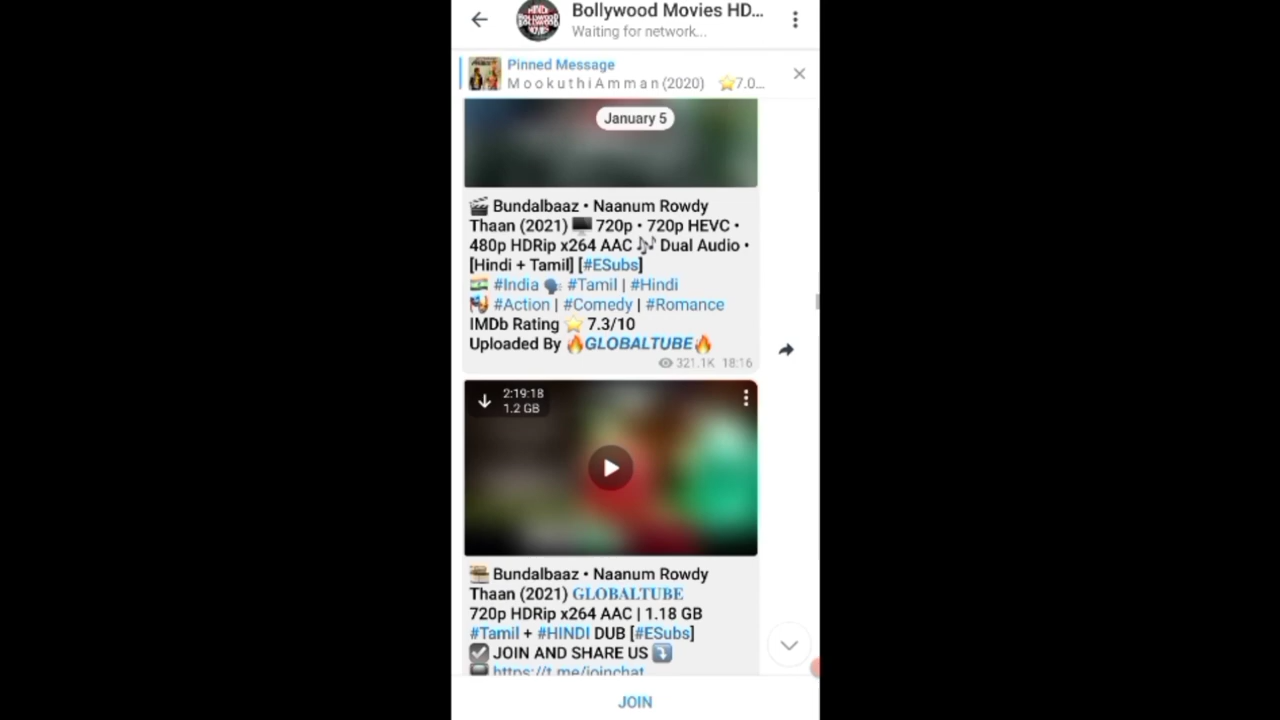 Bollywood Movies HD...
Waiting for network...
Pinned Message
MookuthiAmman(2020) ⭐7.0...
January 5
🎬 Bundalbaaz • Naanum Rowdy
Thaan (2021) 🖥 720p • 720p HEVC •
480p HDRip x264 AAC 🎶 Dual Audio •
[Hindi + Tamil] [#ESubs]
🇮🇳 #India 🗣 #Tamil | #Hindi
🎭 #Action | #Comedy | #Romance
IMDb Rating ⭐ 7.3/10
Uploaded By 🔥GLOBALTUBE🔥
321.1K 18:16
2:19:18
1.2 GB
Bundalbaaz • Naanum Rowdy
Thaan (2021) GLOBALTUBE
720p HDRip x264 AAC | 1.18 GB
#Tamil + #HINDI DUB [#ESubs]
☑ JOIN AND SHARE US ⤵
https://t.me/joinchat
JOIN